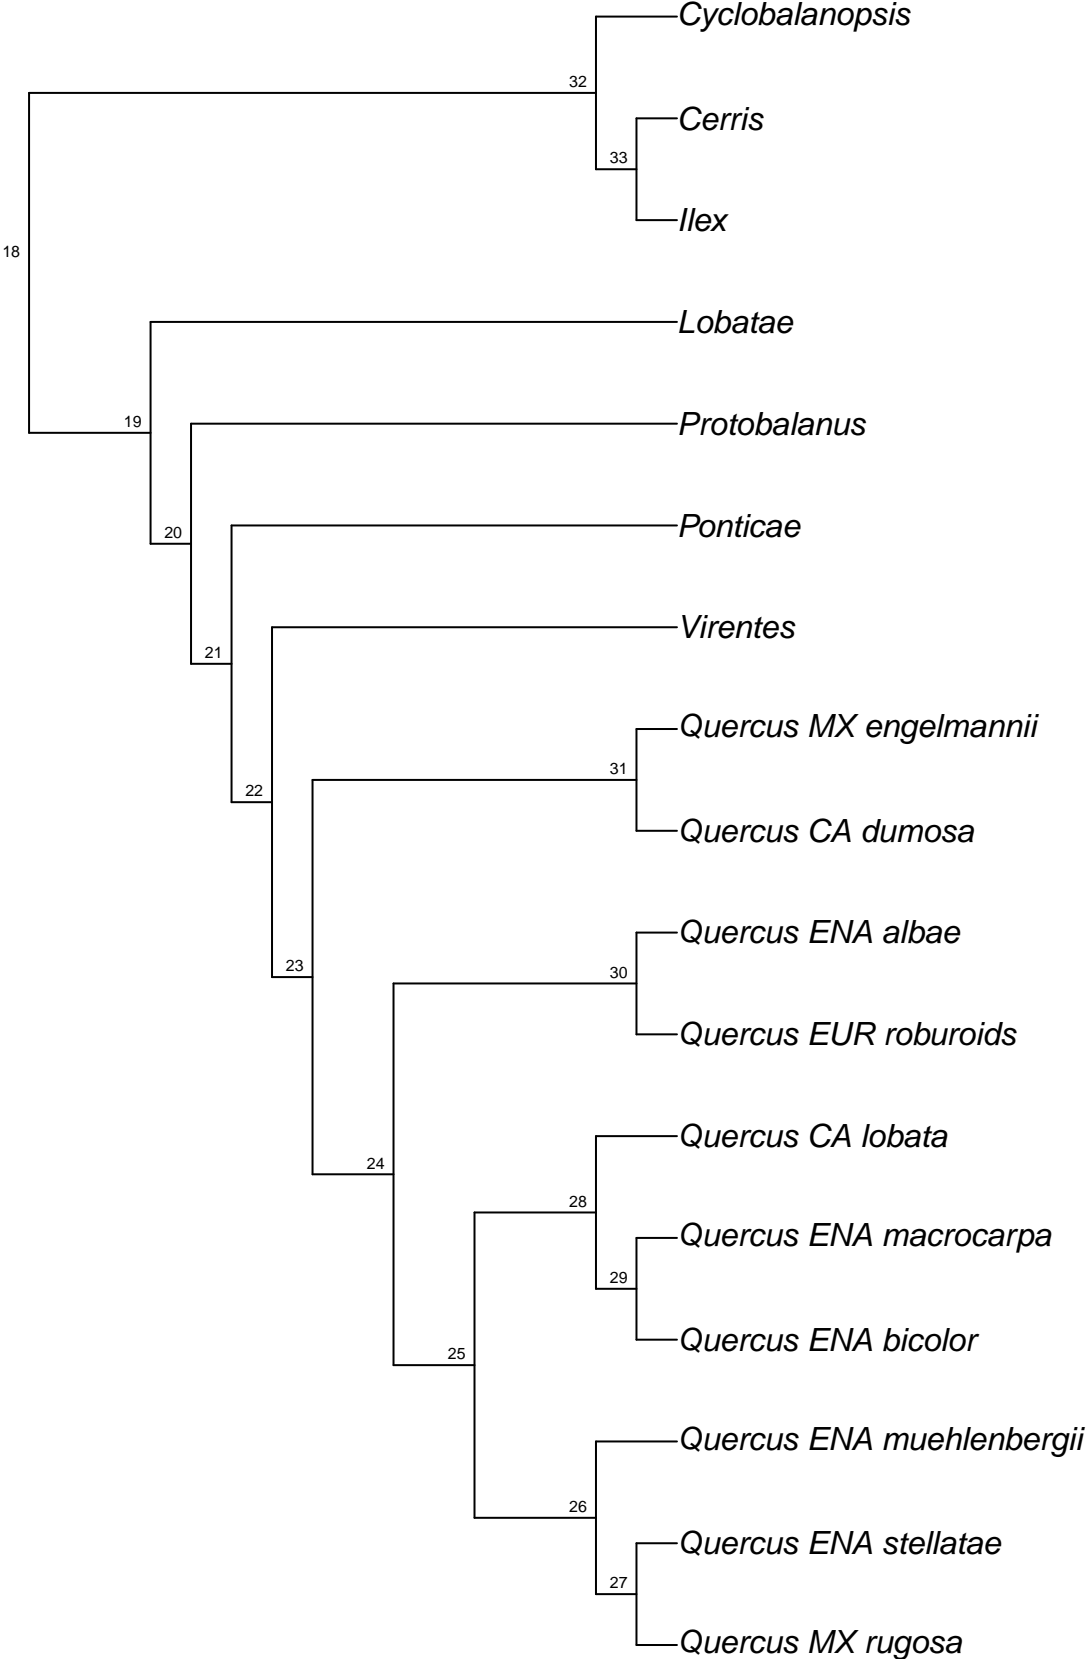 Cyclobalanopsis
32
Cerris
33
Ilex
18
Lobatae
19
Protobalanus
20
Ponticae
21
Virentes
Quercus MX engelmannii
31
22
Quercus CA dumosa
Quercus ENA albae
23
30
Quercus EUR roburoids
Quercus CA lobata
24
28
Quercus ENA macrocarpa
29
Quercus ENA bicolor
25
Quercus ENA muehlenbergii
26
Quercus ENA stellatae
27
Quercus MX rugosa